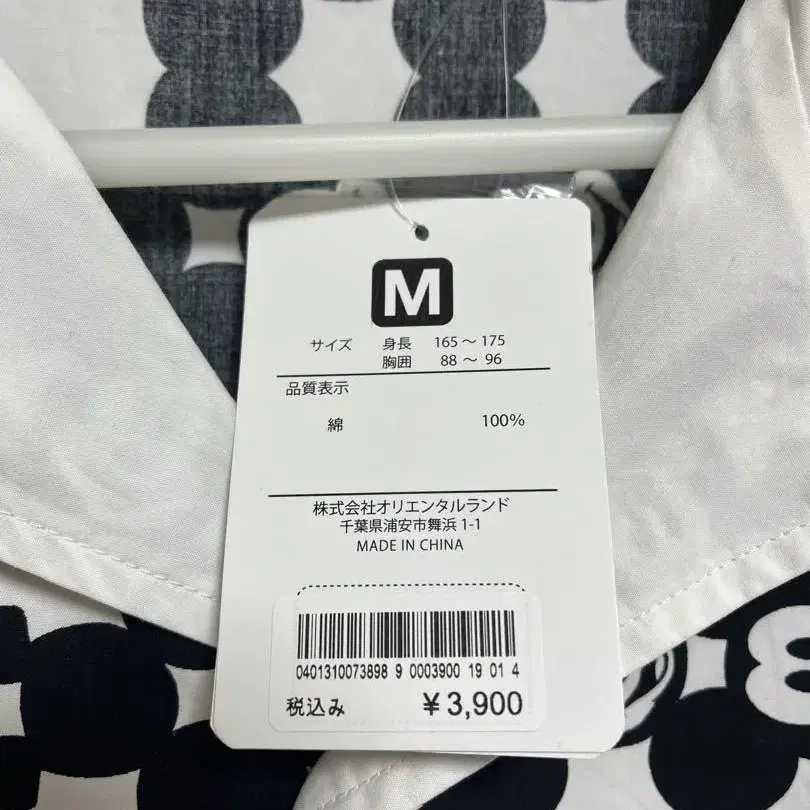 M
サイズ 身長 165～175
胸囲 88～96
品質表示
綿 100%
株式会社オリエンタルランド
千葉県浦安市舞浜 1-1
MADE IN CHINA
0401310073898 9 0003900 19 01 4
税込み ¥3,900